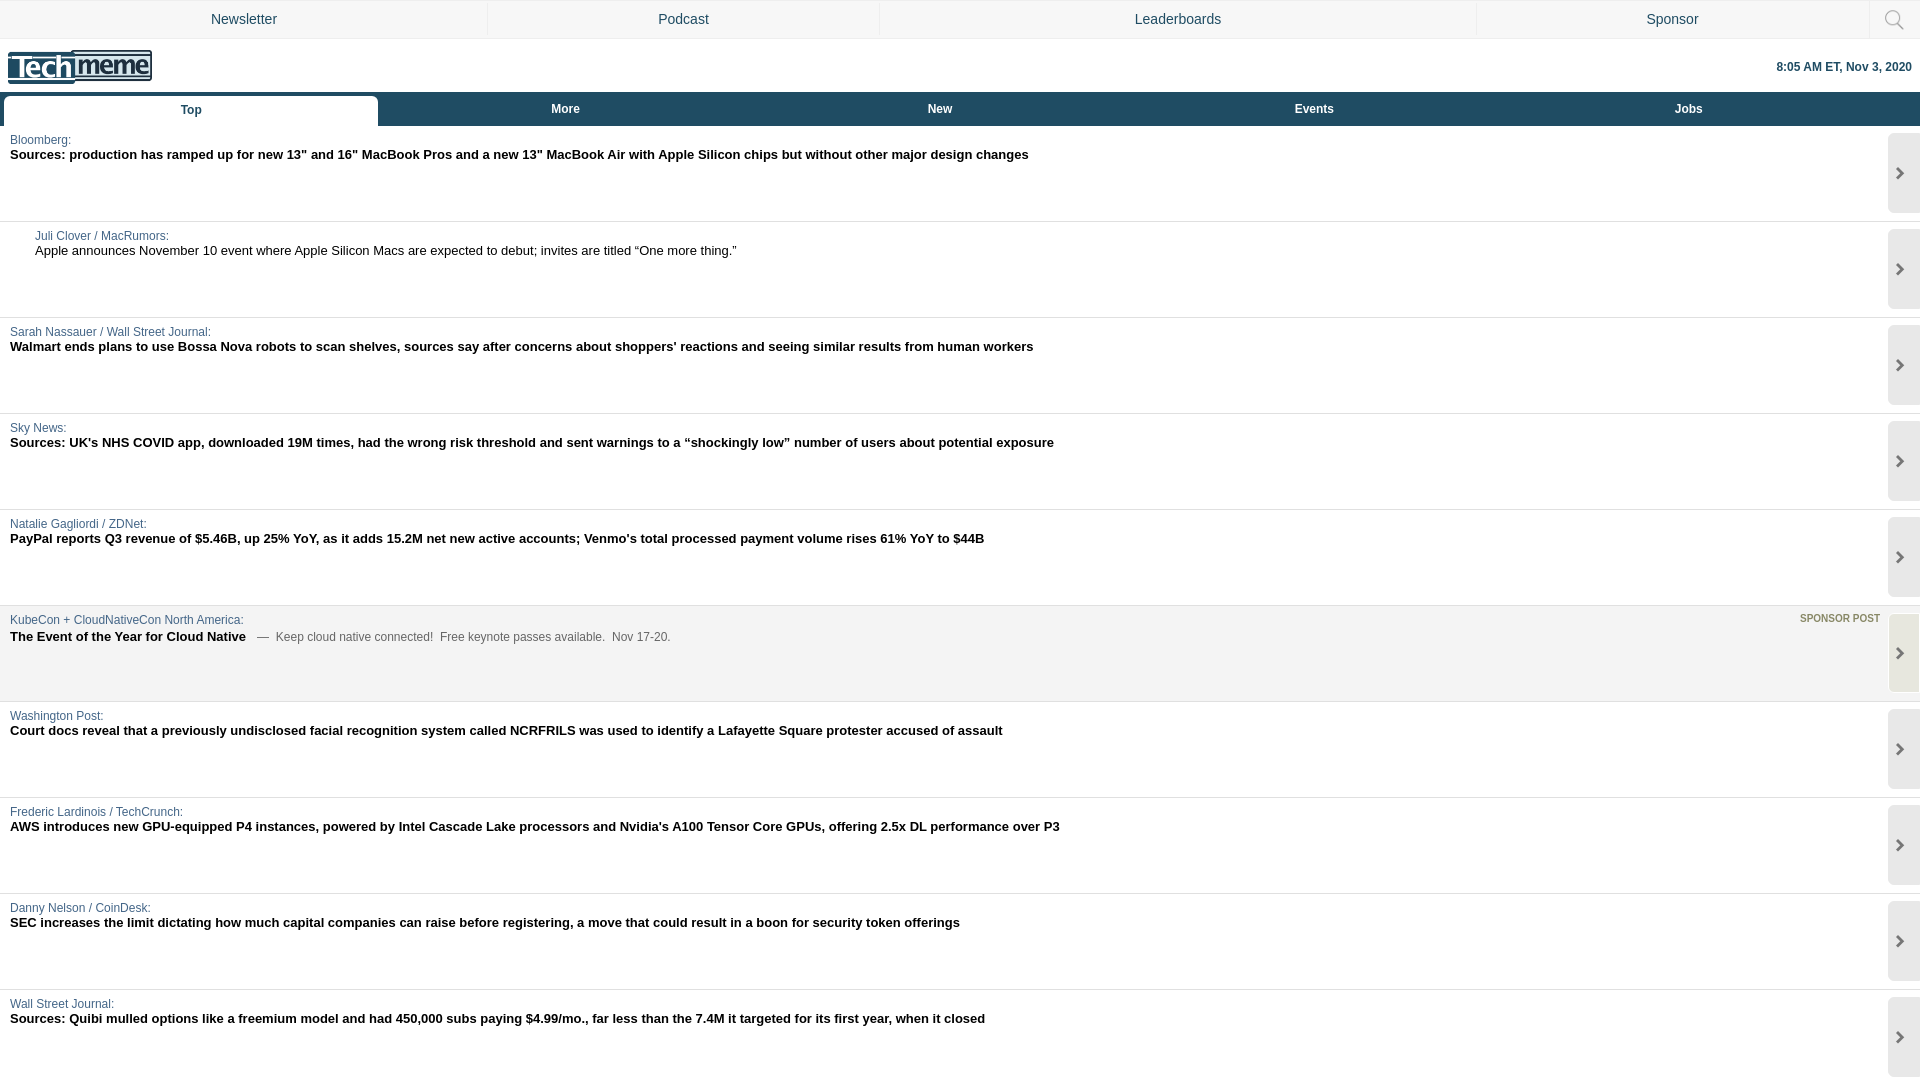 Newsletter
Podcast
Leaderboards
Sponsor
Techmeme
8:05 AM ET, Nov 3, 2020
Top
More
New
Events
Jobs
Bloomberg:
Sources: production has ramped up for new 13" and 16" MacBook Pros and a new 13" MacBook Air with Apple Silicon chips but without other major design changes
Juli Clover / MacRumors:
Apple announces November 10 event where Apple Silicon Macs are expected to debut; invites are titled “One more thing.”
Sarah Nassauer / Wall Street Journal:
Walmart ends plans to use Bossa Nova robots to scan shelves, sources say after concerns about shoppers' reactions and seeing similar results from human workers
Sky News:
Sources: UK's NHS COVID app, downloaded 19M times, had the wrong risk threshold and sent warnings to a “shockingly low” number of users about potential exposure
Natalie Gagliordi / ZDNet:
PayPal reports Q3 revenue of $5.46B, up 25% YoY, as it adds 15.2M net new active accounts; Venmo's total processed payment volume rises 61% YoY to $44B
KubeCon + CloudNativeCon North America:
SPONSOR POST
The Event of the Year for Cloud Native — Keep cloud native connected! Free keynote passes available. Nov 17-20.
Washington Post:
Court docs reveal that a previously undisclosed facial recognition system called NCRFRILS was used to identify a Lafayette Square protester accused of assault
Frederic Lardinois / TechCrunch:
AWS introduces new GPU-equipped P4 instances, powered by Intel Cascade Lake processors and Nvidia's A100 Tensor Core GPUs, offering 2.5x DL performance over P3
Danny Nelson / CoinDesk:
SEC increases the limit dictating how much capital companies can raise before registering, a move that could result in a boon for security token offerings
Wall Street Journal:
Sources: Quibi mulled options like a freemium model and had 450,000 subs paying $4.99/mo., far less than the 7.4M it targeted for its first year, when it closed